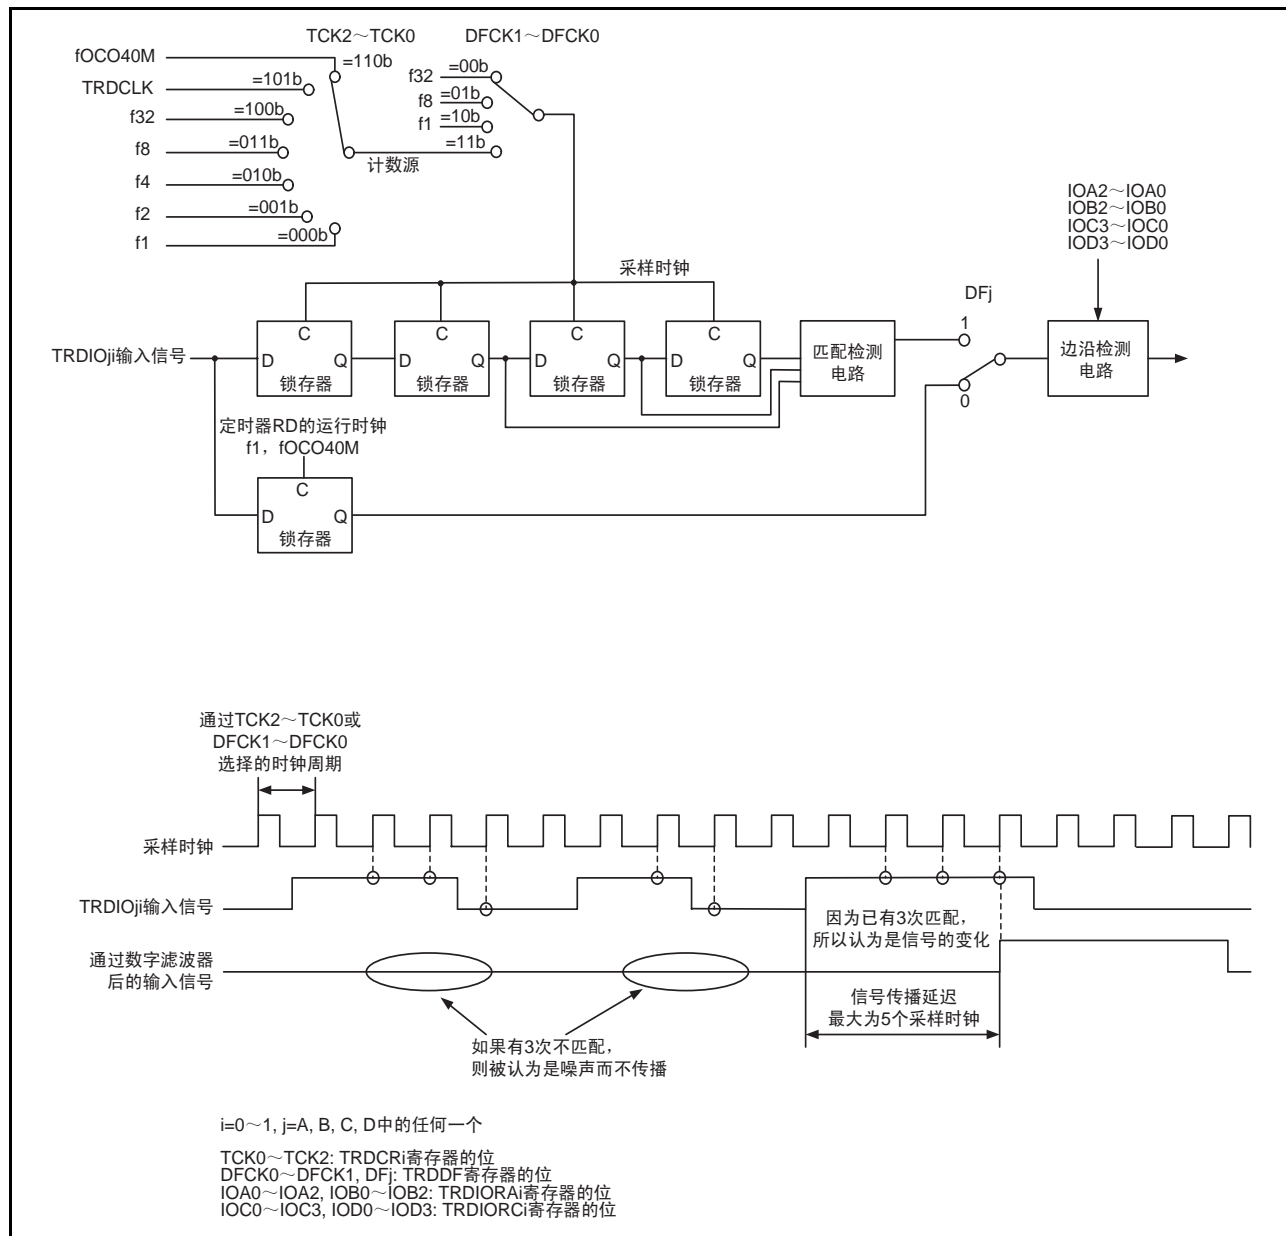 TCK2～TCK0
DFCK1～DFCK0
fOCO40M
=110b
TRDCLK
=101b
f32
=100b
f8
=011b
f4
=010b
f2
=001b
f1
=000b
f32
=00b
f8
=01b
f1
=10b
=11b
计数源
IOA2～IOA0
IOB2～IOB0
IOC3～IOC0
IOD3～IOD0
采样时钟
DFj
TRDIOji输入信号
C
D
Q
锁存器
C
D
Q
锁存器
C
D
Q
锁存器
C
D
Q
锁存器
匹配检测
电路
1
0
边沿检测
电路
定时器RD的运行时钟
f1，fOCO40M
C
D
Q
锁存器
通过TCK2～TCK0或
DFCK1～DFCK0
选择的时钟周期
采样时钟
TRDIOji输入信号
因为已有3次匹配，
所以认为是信号的变化
通过数字滤波器
后的输入信号
信号传播延迟
最大为5个采样时钟
如果有3次不匹配，
则被认为是噪声而不传播
i=0～1, j=A, B, C, D中的任何一个
TCK0～TCK2: TRDCRi寄存器的位
DFCK0～DFCK1, DFj: TRDDF寄存器的位
IOA0～IOA2, IOB0～IOB2: TRDIORAi寄存器的位
IOC0～IOC3, IOD0～IOD3: TRDIORCi寄存器的位